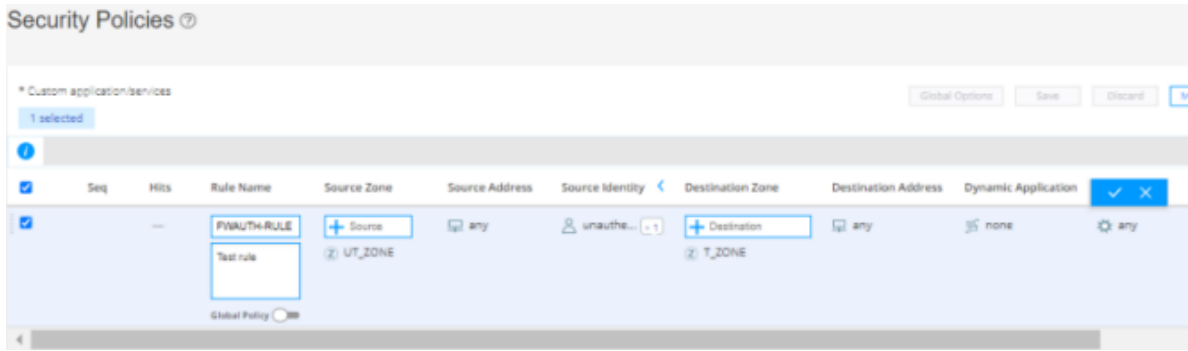 Security Policies ?
* Custom application/services
Global Options Save Discard M
1 selected
i
Seq Hits Rule Name Source Zone Source Address Source Identity Destination Zone Destination Address Dynamic Application
— FWAUTH-RULE + Source any unauthe... + 1 + Destination any none any
Test rule Z UT_ZONE Z T_ZONE
Global Policy